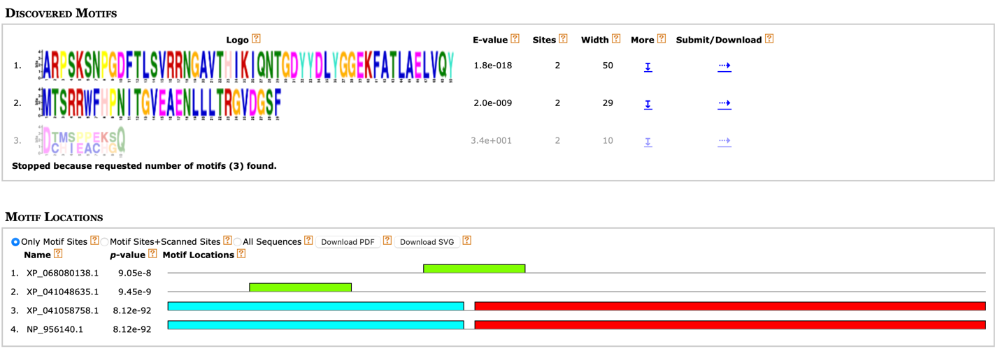 DISCOVERED MOTIFS
Logo ? E-value ? Sites ? Width ? More ? Submit/Download ?
1. ARPSKSNPGDFTLSVRRNGAVTHIKIQNTGDYYDLYGGEKFATLAELVQY 1.8e-018 2 50
2. MTSRRWFHPNITGVEAENLLLTRGVDGSF 2.0e-009 2 29
3. 3.4e+001 2 10
Stopped because requested number of motifs (3) found.
MOTIF LOCATIONS
Only Motif Sites ? Motif Sites+Scanned Sites ? All Sequences ? Download PDF ? Download SVG ?
Name ? p-value ? Motif Locations ?
1. XP_068080138.1 9.05e-8
2. XP_041048635.1 9.45e-9
3. XP_041058758.1 8.12e-92
4. NP_956140.1 8.12e-92